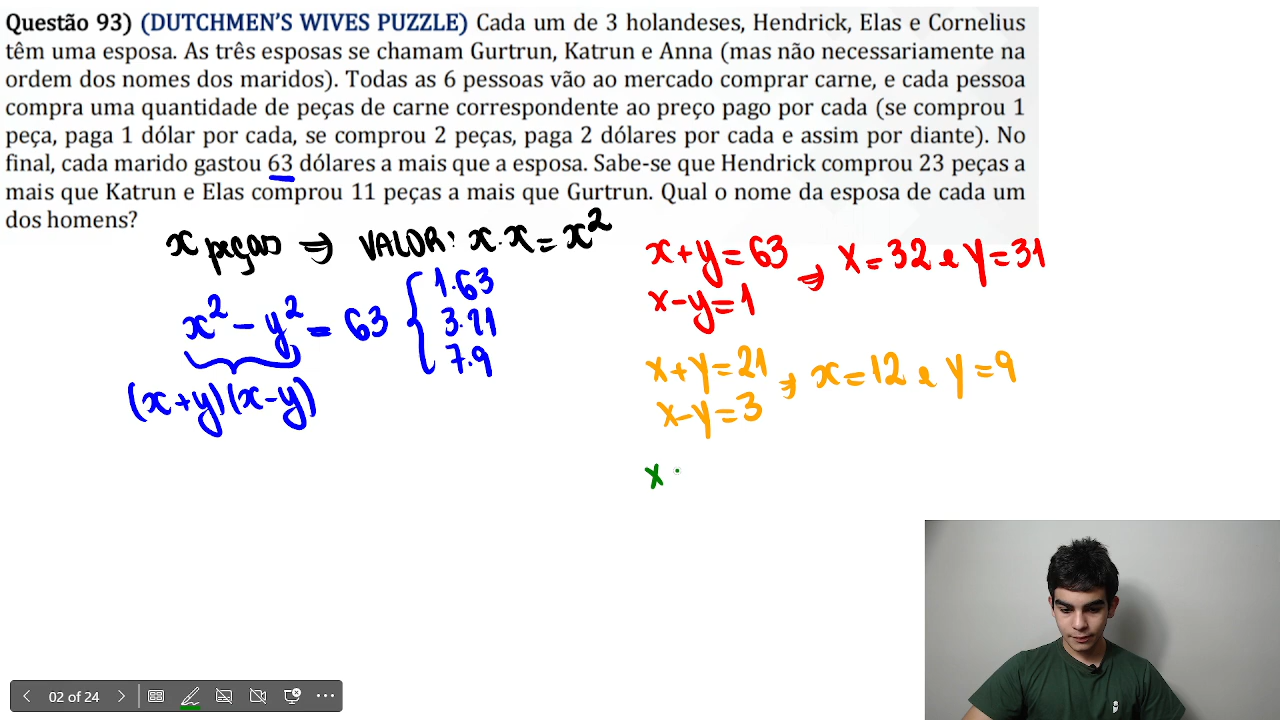 Questão 93) (DUTCHMEN'S WIVES PUZZLE) Cada um de 3 holandeses, Hendrick, Elas e Cornelius
têm uma esposa. As três esposas se chamam Gurtrun, Katrun e Anna (mas não necessariamente na
ordem dos nomes dos maridos). Todas as 6 pessoas vão ao mercado comprar carne, e cada pessoa
compra uma quantidade de peças de carne correspondente ao preço pago por cada (se comprou 1
peça, paga 1 dólar por cada, se comprou 2 peças, paga 2 dólares por cada e assim por diante). No
final, cada marido gastou 63 dólares a mais que a esposa. Sabe-se que Hendrick comprou 23 peças a
mais que Katrun e Elas comprou 11 peças a mais que Gurtrun. Qual o nome da esposa de cada um
dos homens?
x peças ⇒ VALOR: x.x = x²
x² - y² = 63 { 1.63
3.21
7.9
(x+y)(x-y)
x+y=63 ⇒ x=32 e y=31
x-y=1
x+y=21 ⇒ x=12 e y=9
x-y=3
x
02 of 24